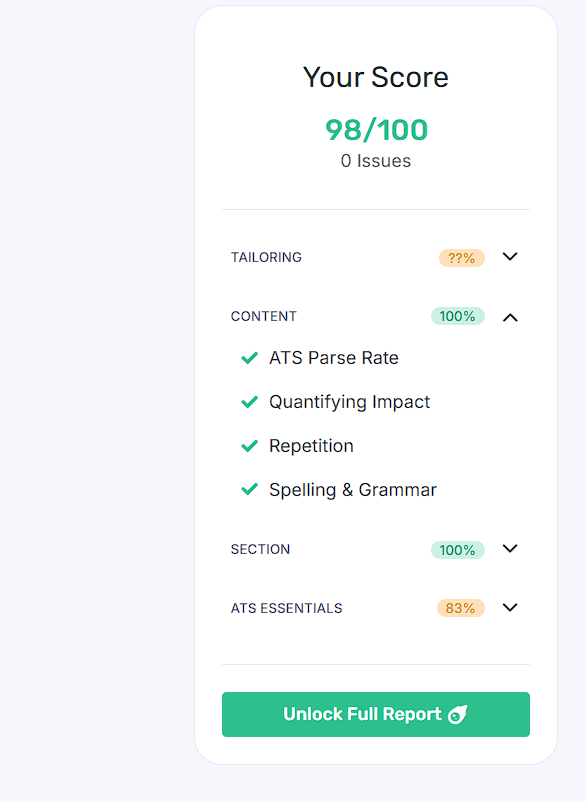 Your Score
98/100
0 Issues
TAILORING ??%
CONTENT 100%
ATS Parse Rate
Quantifying Impact
Repetition
Spelling & Grammar
SECTION 100%
ATS ESSENTIALS 83%
Unlock Full Report